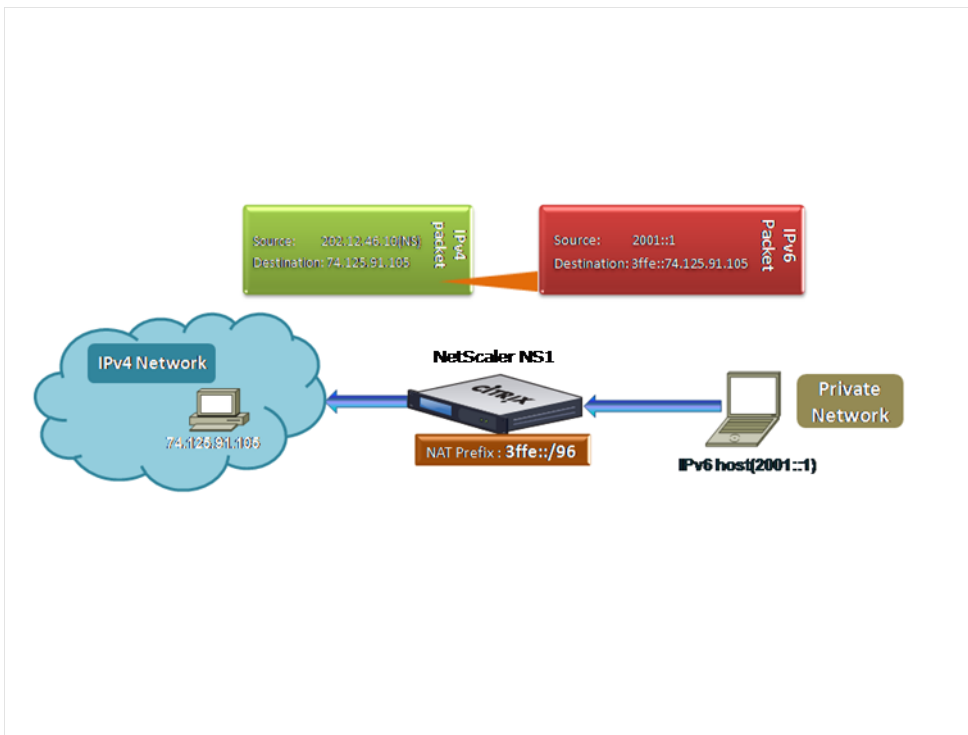 IPv4
packet
Source: 202.12.46.10(NS)
Destination: 74.125.91.105
IPv6
Packet
Source: 2001::1
Destination: 3ffe::74.125.91.105
IPv4 Network
74.125.91.105
NetScaler NS1
CITRIX
NAT Prefix : 3ffe::/96
Private
Network
IPv6 host(2001::1)